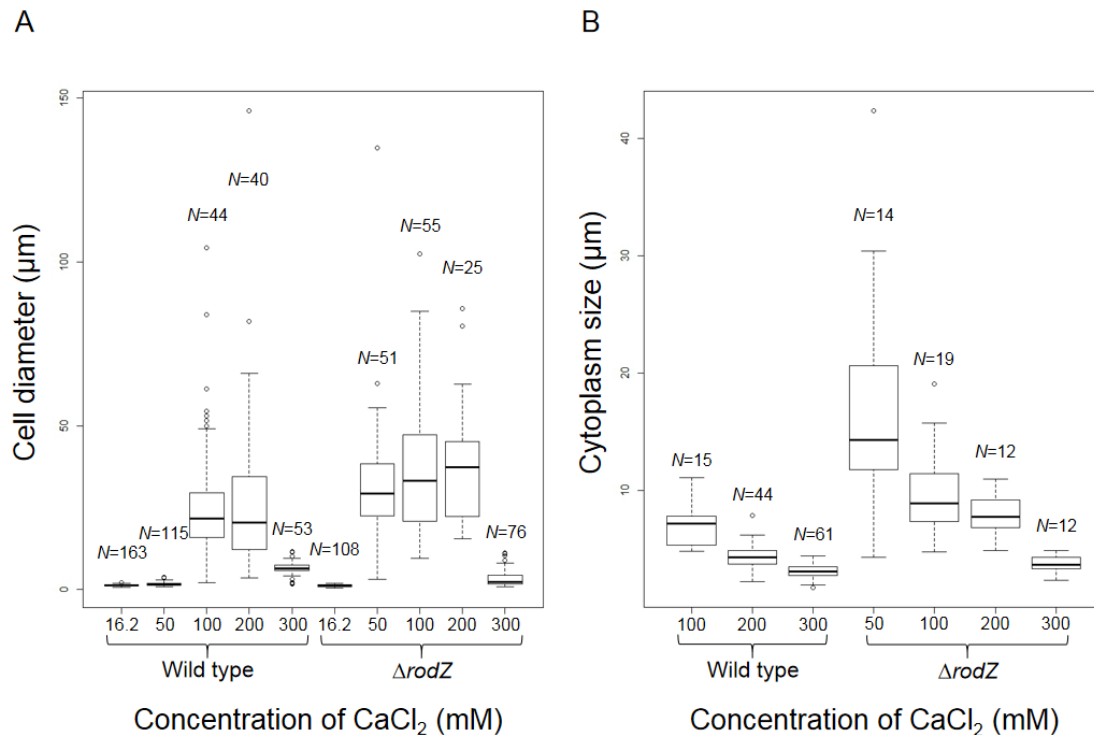 A
Cell diameter (µm)
150
100
50
0
N=163
N=115
N=44
N=40
N=53
N=108
N=51
N=55
N=25
N=76
16.2 50 100 200 300 16.2 50 100 200 300
Wild type ΔrodZ
Concentration of CaCl₂ (mM)
B
Cytoplasm size (µm)
40
30
20
10
N=15
N=44
N=61
N=14
N=19
N=12
N=12
100 200 300 50 100 200 300
Wild type ΔrodZ
Concentration of CaCl₂ (mM)